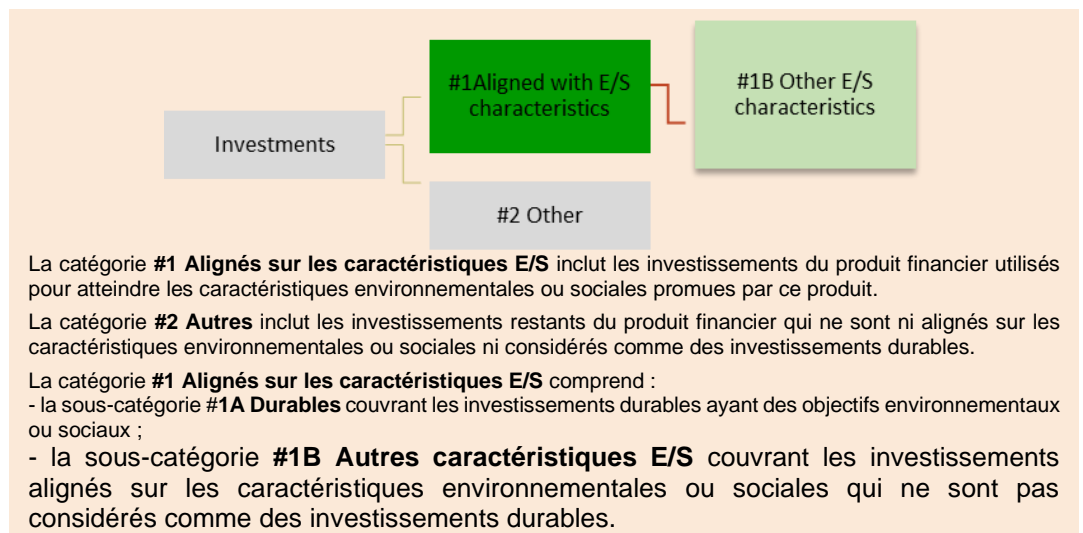 #1Aligned with E/S
characteristics
#1B Other E/S
characteristics
Investments
#2 Other
La catégorie #1 Alignés sur les caractéristiques E/S inclut les investissements du produit financier utilisés
pour atteindre les caractéristiques environnementales ou sociales promues par ce produit.
La catégorie #2 Autres inclut les investissements restants du produit financier qui ne sont ni alignés sur les
caractéristiques environnementales ou sociales ni considérés comme des investissements durables.
La catégorie #1 Alignés sur les caractéristiques E/S comprend :
- la sous-catégorie #1A Durables couvrant les investissements durables ayant des objectifs environnementaux
ou sociaux ;
- la sous-catégorie #1B Autres caractéristiques E/S couvrant les investissements
alignés sur les caractéristiques environnementales ou sociales qui ne sont pas
considérés comme des investissements durables.